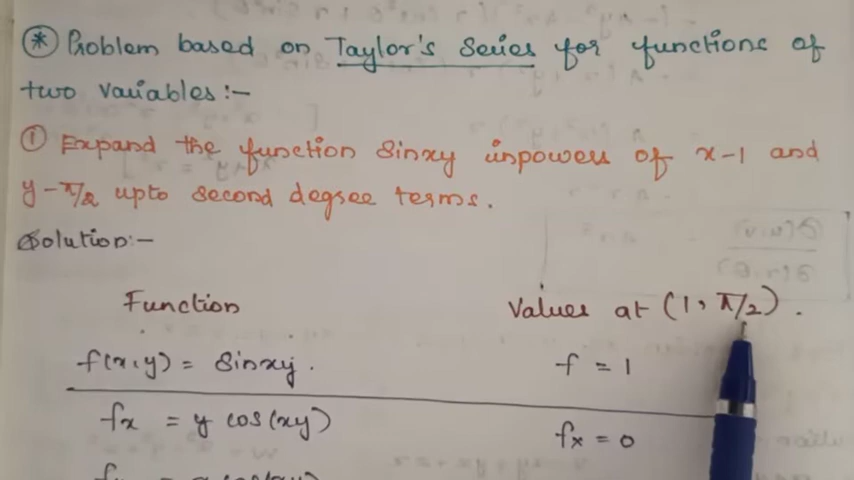 * Problem based on Taylor's Series for functions of
two variables:-
① Expand the function Sinxy inpowers of x-1 and
y-π/2 upto second degree terms.
Solution:-
Function Values at (1, π/2).
f(x,y) = Sinxy. f = 1
fx = y cos(xy) fx = 0